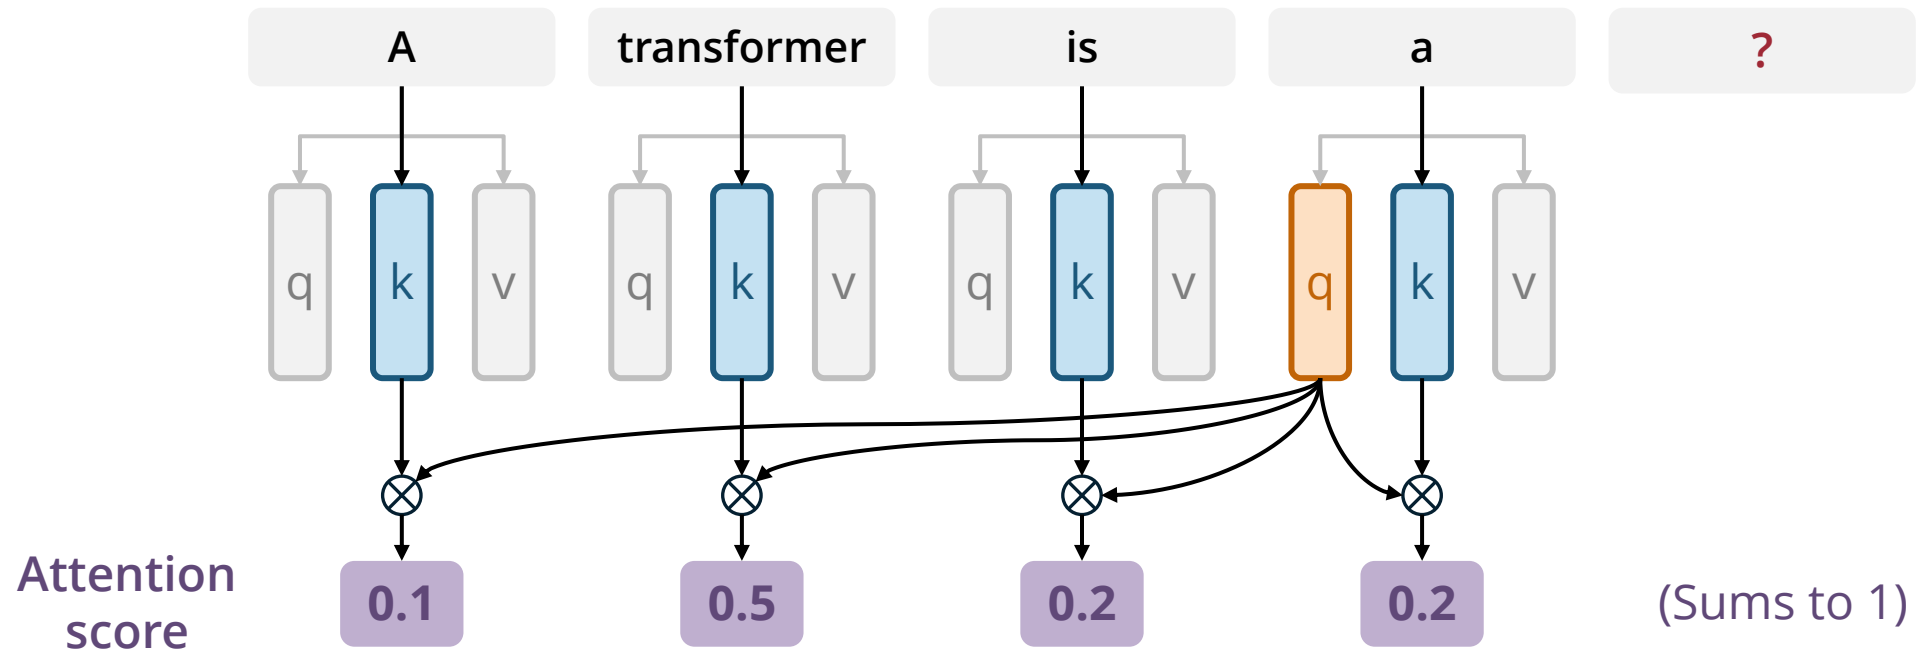 A transformer is a ?
q k v q k v q k v q k v
Attention
score
0.1 0.5 0.2 0.2
(Sums to 1)